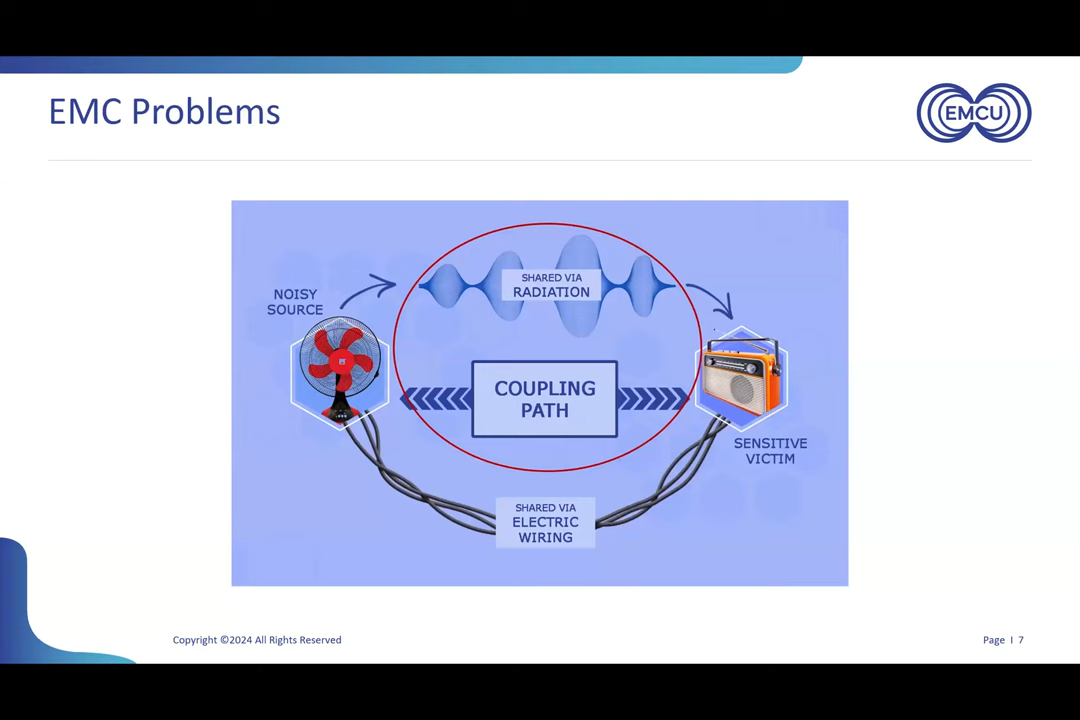 EMC Problems
EMCU
SHARED VIA
RADIATION
NOISY
SOURCE
COUPLING
PATH
SENSITIVE
VICTIM
SHARED VIA
ELECTRIC
WIRING
Copyright ©2024 All Rights Reserved
Page I 7